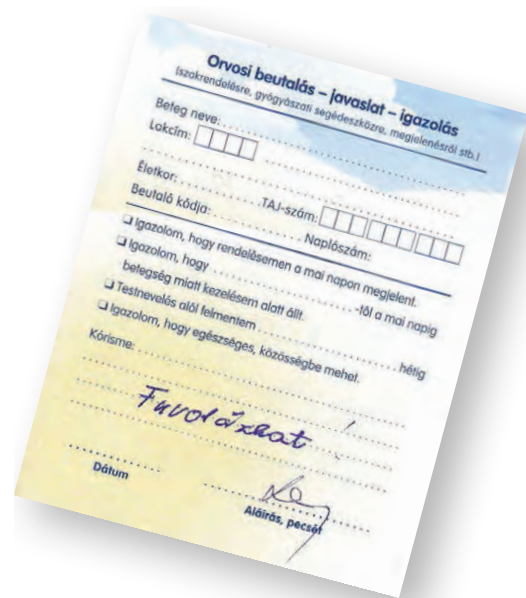 Orvosi beutalás – javaslat – igazolás
(szakrendelésre, gyógyászati segédeszközre, megjelenésről stb.)
Beteg neve:
Lakcím:
Életkor: TAJ-szám:
Beutaló kódja: Naplószám:
❑ Igazolom, hogy rendelésemen a mai napon megjelent.
❑ Igazolom, hogy -től a mai napig
betegség miatt kezelésem alatt állt.
❑ Testnevelés alól felmentem hétig
❑ Igazolom, hogy egészséges, közösségbe mehet.
Kórisme:
Fuvolázhat
Dátum
Aláírás, pecsét